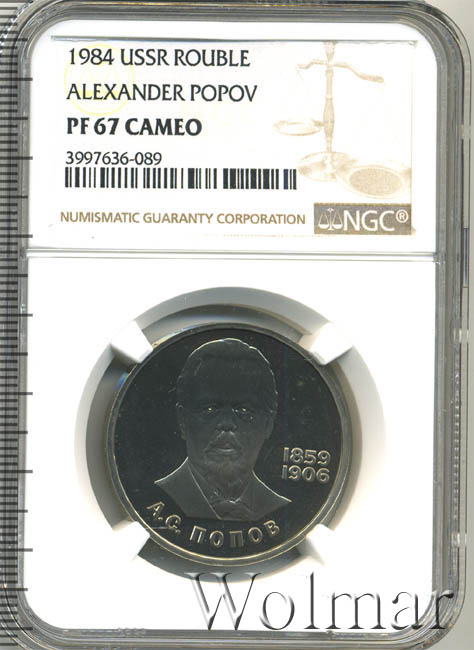 1984 USSR ROUBLE
ALEXANDER POPOV
PF 67 CAMEO
3997636-089
NUMISMATIC GUARANTY CORPORATION NGC®
1859
1906
А.С. ПОПОВ
Wolmar